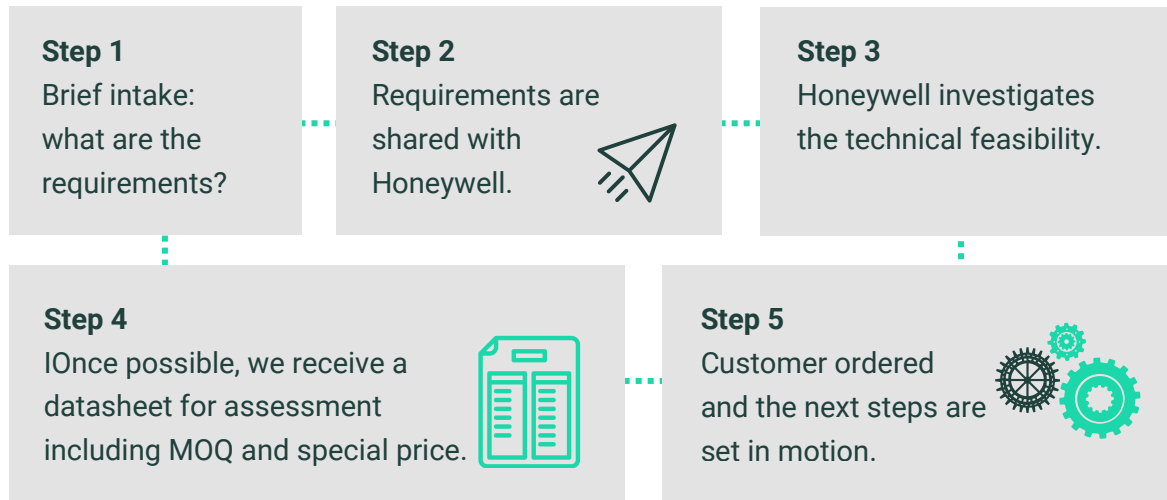 Step 1
Brief intake:
what are the
requirements?
Step 2
Requirements are
shared with
Honeywell.
Step 3
Honeywell investigates
the technical feasibility.
Step 4
IOnce possible, we receive a
datasheet for assessment
including MOQ and special price.
Step 5
Customer ordered
and the next steps are
set in motion.